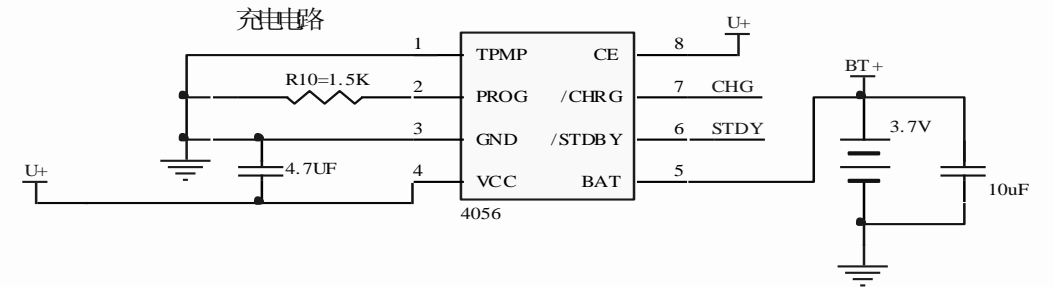 充电电路
U+
1 TPMP CE 8
BT+
R10=1.5K 2 PROG /CHRG 7 CHG
3 GND /STDBY 6 STDY 3.7V
U+ 4.7UF 4 VCC BAT 5
10uF
4056